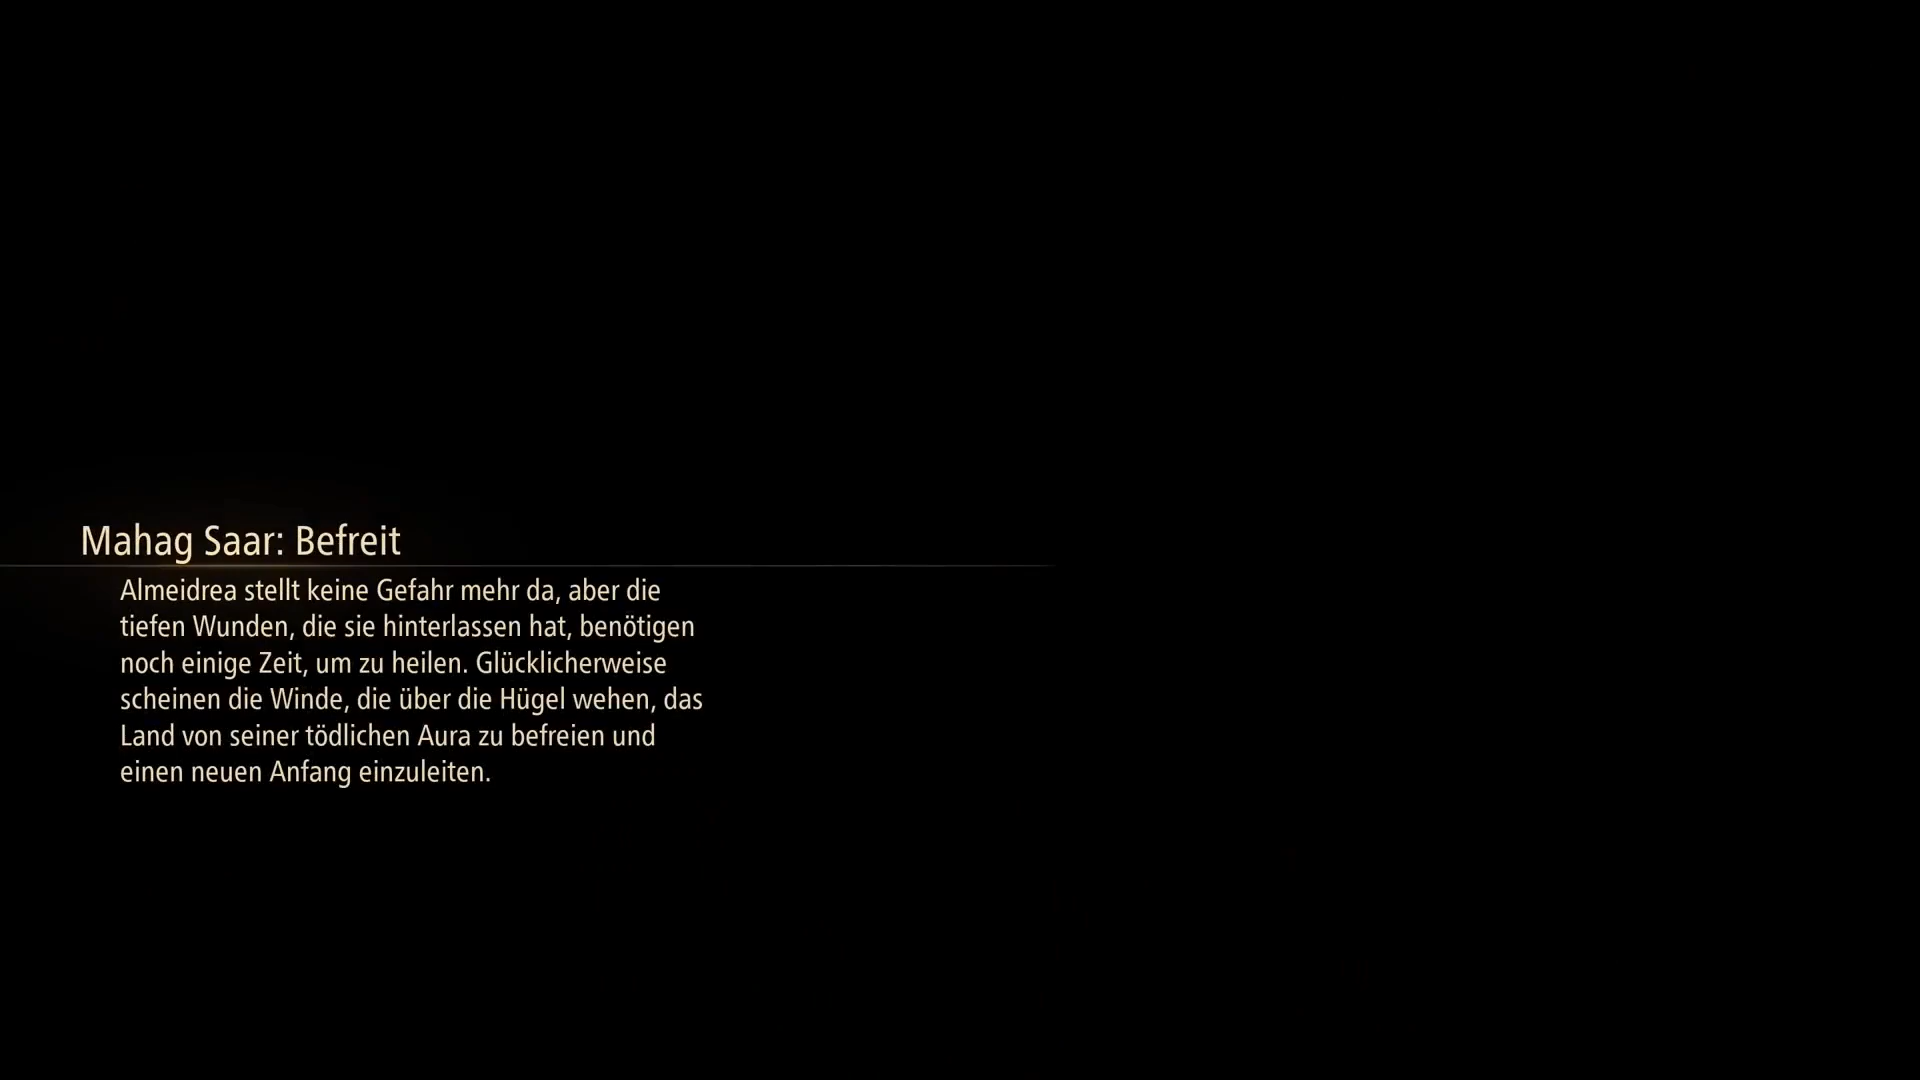 Mahag Saar: Befreit
Almeidrea stellt keine Gefahr mehr da, aber die
tiefen Wunden, die sie hinterlassen hat, benötigen
noch einige Zeit, um zu heilen. Glücklicherweise
scheinen die Winde, die über die Hügel wehen, das
Land von seiner tödlichen Aura zu befreien und
einen neuen Anfang einzuleiten.